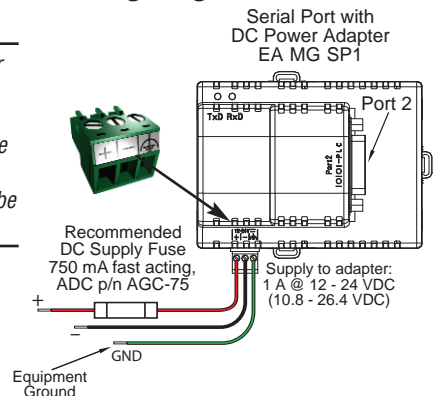 Serial Port with
DC Power Adapter
EA MG SP1
r
e
be
TxD RxD
Port 2
Port2
IOIOI-PLC
+
Recommended
DC Supply Fuse
750 mA fast acting,
ADC p/n AGC-75
Supply to adapter:
1 A @ 12 - 24 VDC
(10.8 - 26.4 VDC)
+
–
GND
Equipment
Ground